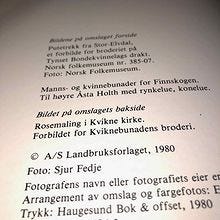 Bildene på omslaget forside
Putetrekk fra Stor-Elvdal,
et forbilde for broderiet på
Tynset Bondekvinnelags drakt.
Norsk folkemuseum nr. 385-07.
Foto: Norsk Folkemuseum.
Manns- og kvinnebunader for Finnskogen.
Til høyre Åsta Holth med rynkelue, konelue.
Bildet på omslagets bakside
Rosemaling i Kvikne kirke.
Forbildet for Kviknebunadens broderi.
© A/S Landbruksforlaget, 1980
Foto: Sjur Fedje
Fotografens navn eller fotografiets eier er
Arrangement av omslag og fargefotos: E
Trykk: Haugesund Bok & offset, 1980